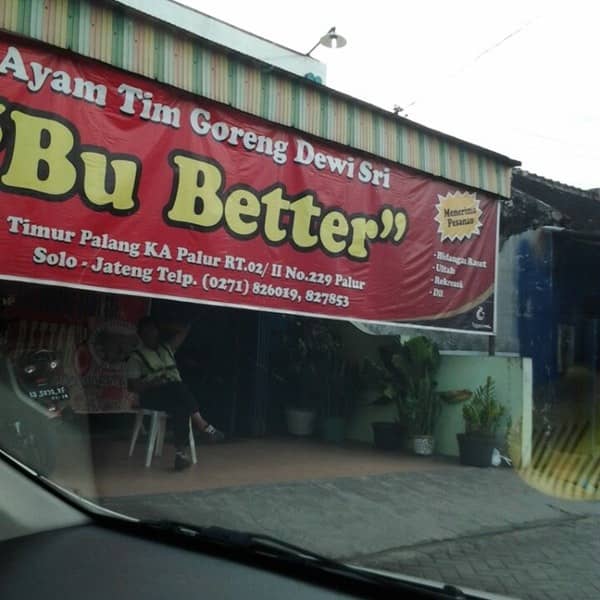 Ayam Tim Goreng Dewi Sri
"Bu Better"
Timur Palang KA Palur RT.02/ II No.229 Palur
Solo - Jateng Telp. (0271) 826019, 827853
Menerima
Pesanan
- Hidangan Rapat
- Ultah
- Rekreasi
- Dll